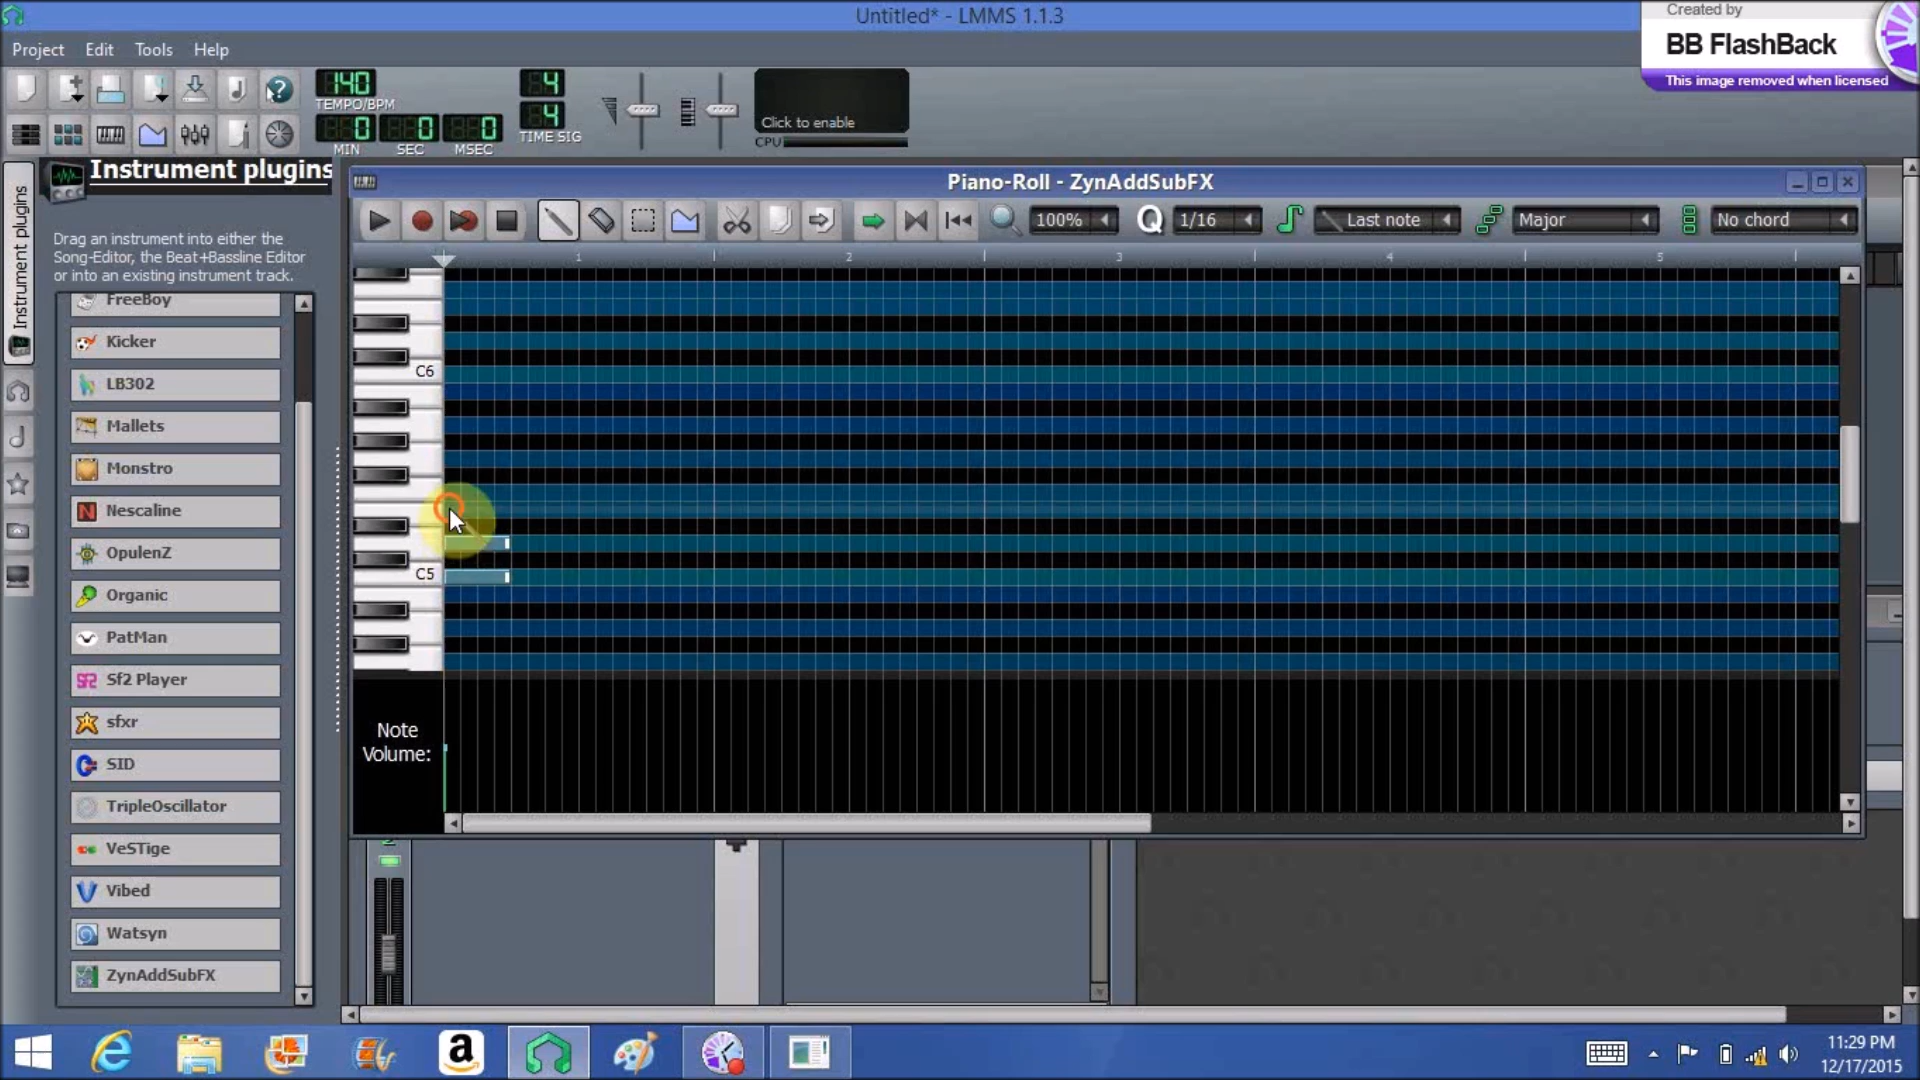 Untitled* - LMMS 1.1.3
Created by
BB FlashBack
This image removed when licensed
Project Edit Tools Help
140
TEMPO/BPM
4
4
TIME SIG
0 0 0
MIN SEC MSEC
Click to enable
CPU
Instrument plugins
Instrument plugins
Drag an instrument into either the
Song-Editor, the Beat+Bassline Editor
or into an existing instrument track.
FreeBoy
Kicker
LB302
Mallets
Monstro
Nescaline
OpulenZ
Organic
PatMan
Sf2 Player
sfxr
SID
TripleOscillator
VeSTige
Vibed
Watsyn
ZynAddSubFX
Piano-Roll - ZynAddSubFX
100% Q 1/16 Last note Major No chord
1 2 3 4 5
C6
C5
Note
Volume:
11:29 PM
12/17/2015